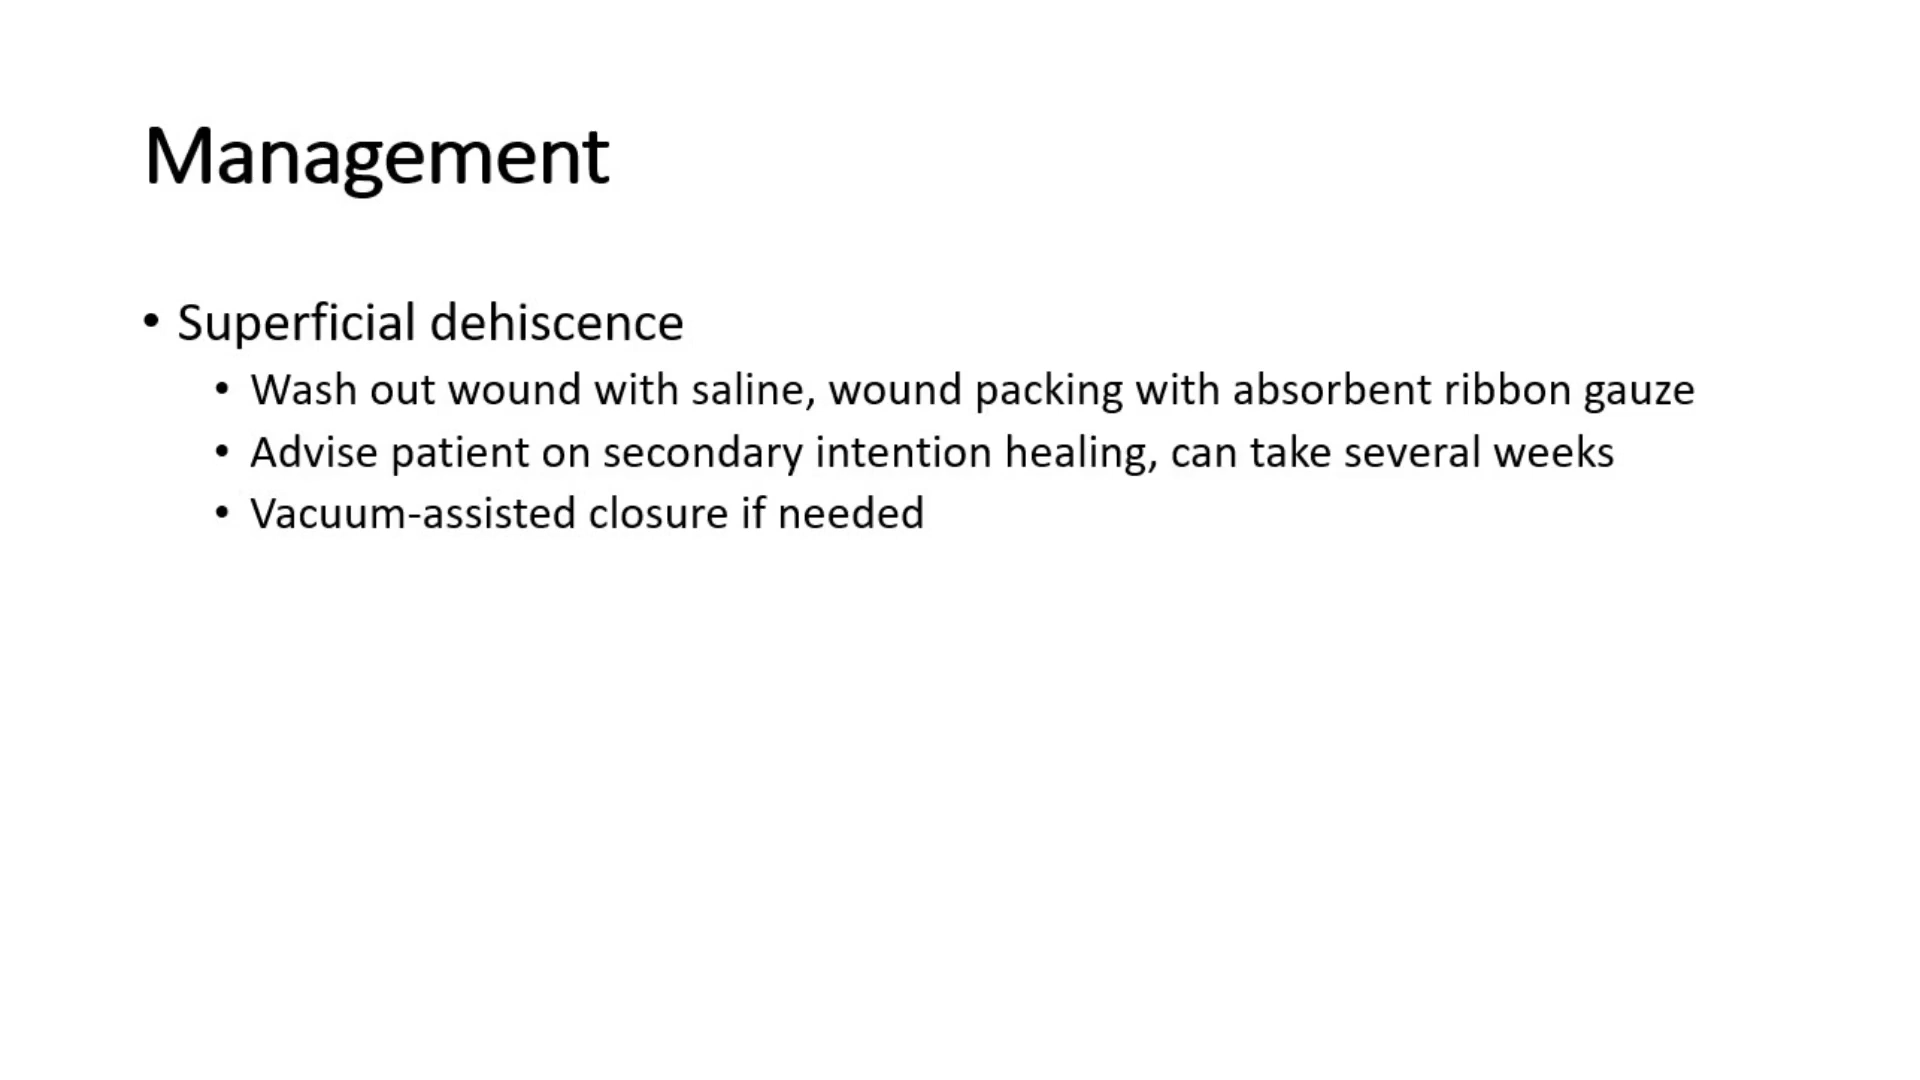 Management
• Superficial dehiscence
• Wash out wound with saline, wound packing with absorbent ribbon gauze
• Advise patient on secondary intention healing, can take several weeks
• Vacuum-assisted closure if needed